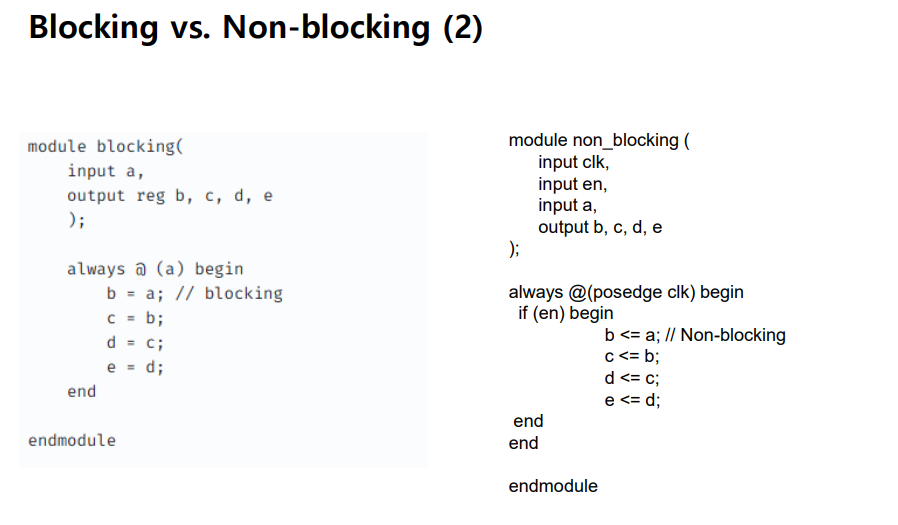 Blocking vs. Non-blocking (2)
module blocking(
input a,
output reg b, c, d, e
);
always @ (a) begin
b = a; // blocking
c = b;
d = c;
e = d;
end
endmodule
module non_blocking (
input clk,
input en,
input a,
output b, c, d, e
);
always @(posedge clk) begin
if (en) begin
b <= a; // Non-blocking
c <= b;
d <= c;
e <= d;
end
end
endmodule